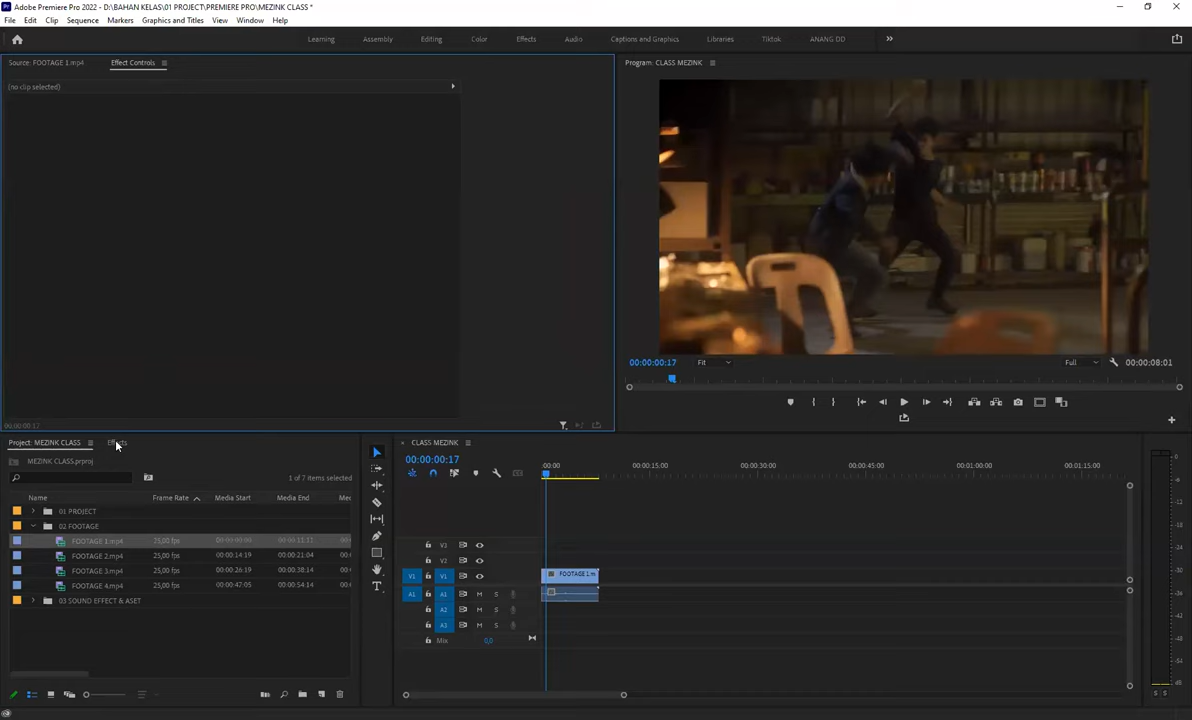 Adobe Premiere Pro 2022 - D:\BAHAN KELAS\01 PROJECT\PREMIERE PRO\MEZINK CLASS *
File Edit Clip Sequence Markers Graphics and Titles View Window Help
Learning Assembly Editing Color Effects Audio Captions and Graphics Libraries Tiktok ANANG DD
Source: FOOTAGE 1.mp4 Effect Controls
Program: CLASS MEZINK
(no clip selected)
00:00:00:17 Fit Full 00:00:08:01
00:00:00:17
Project: MEZINK CLASS Effects
MEZINK CLASS.prproj
1 of 7 items selected
Name Frame Rate Media Start Media End
01 PROJECT
02 FOOTAGE
FOOTAGE 1.mp4 25,00 fps 00:00:00:00 00:00:11:11
FOOTAGE 2.mp4 25,00 fps 00:00:14:19 00:00:21:04
FOOTAGE 3.mp4 25,00 fps 00:00:26:19 00:00:38:14
FOOTAGE 4.mp4 25,00 fps 00:00:47:05 00:00:54:14
03 SOUND EFFECT & ASET
CLASS MEZINK
00:00:00:17
:00:00 00:00:15:00 00:00:30:00 00:00:45:00 00:01:00:00 00:01:15:00
V3
V2
V1 V1 FOOTAGE 1.m
A1 A1 M S
A2 M S
A3 M S
Mix 0,0
S S